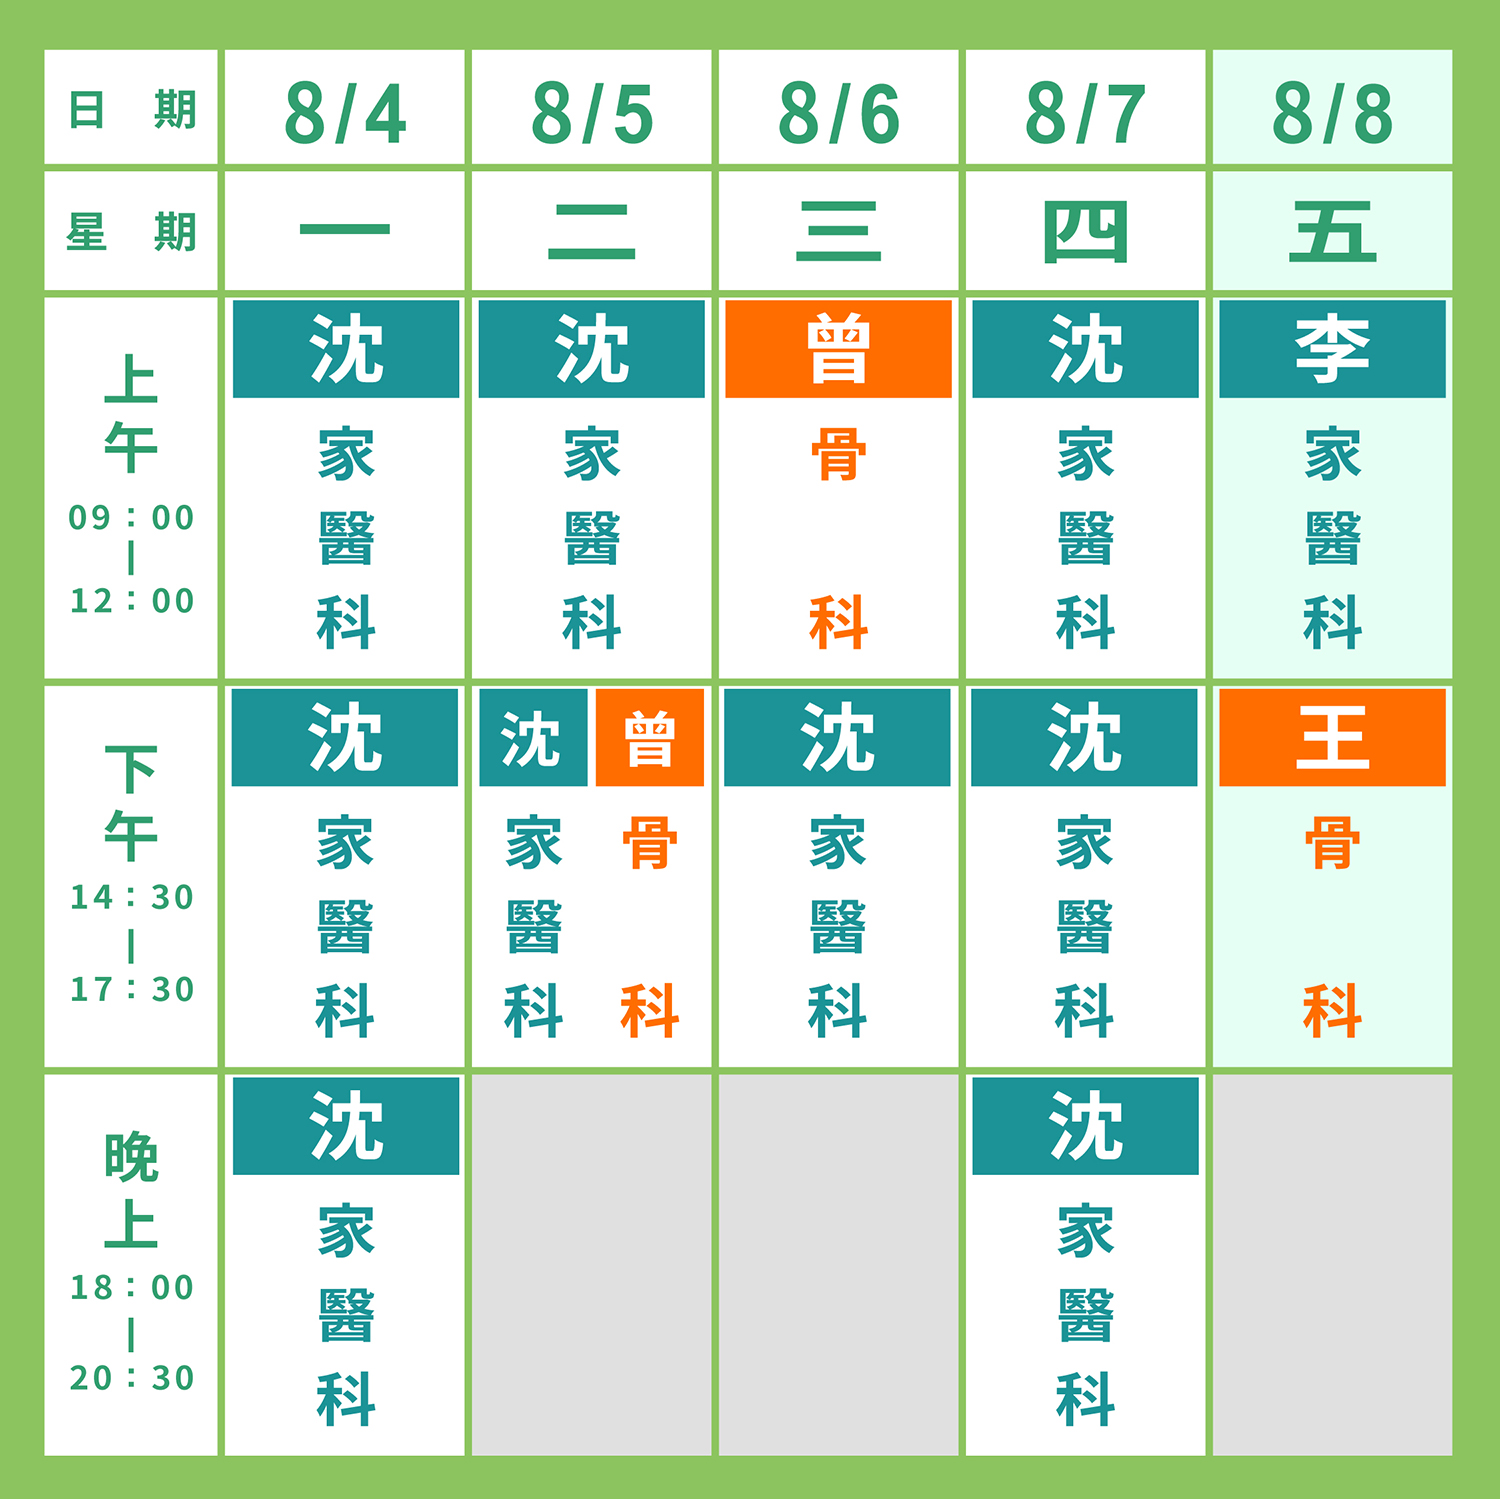 日 期 8/4 8/5 8/6 8/7 8/8
星 期 一 二 三 四 五
上午 09:00 | 12:00
沈 家醫科
沈 家醫科
曾 骨科
沈 家醫科
李 家醫科
下午 14:30 | 17:30
沈 家醫科
沈 家醫科
曾 骨科
沈 家醫科
沈 家醫科
王 骨科
晚上 18:00 | 20:30
沈 家醫科
沈 家醫科